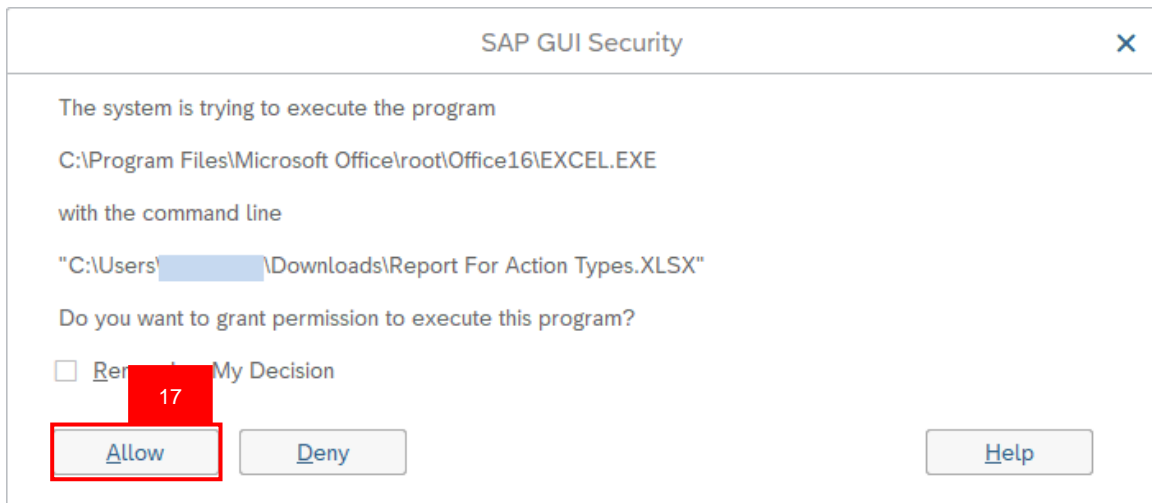 SAP GUI Security
The system is trying to execute the program
C:\Program Files\Microsoft Office\root\Office16\EXCEL.EXE
with the command line
"C:\Users\ \Downloads\Report For Action Types.XLSX"
Do you want to grant permission to execute this program?
My Decision
17
Allow Deny Help